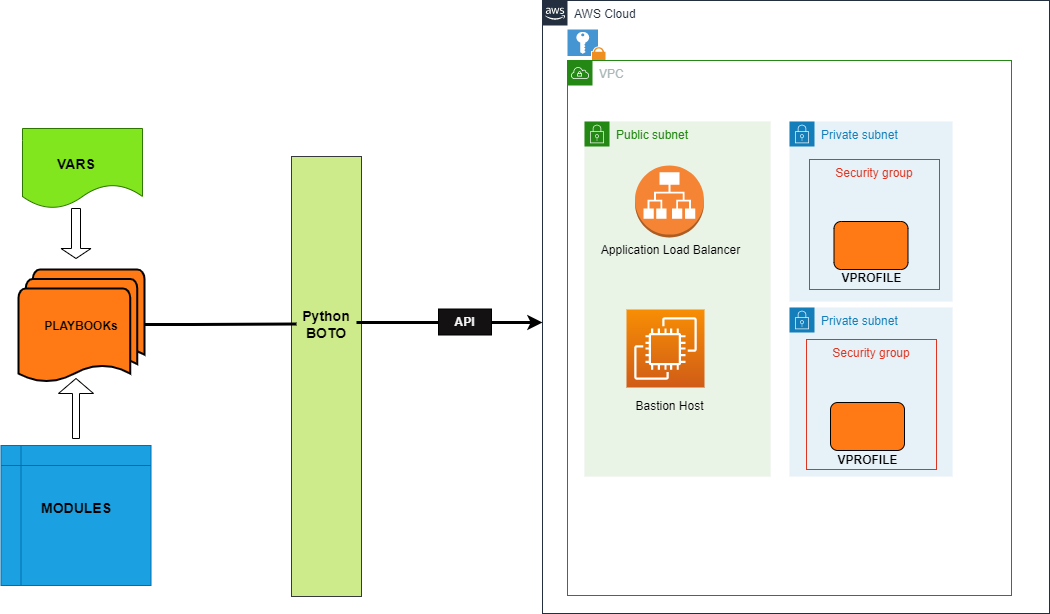 aws
AWS Cloud
VPC
VARS
PLAYBOOKs
MODULES
Python
BOTO
API
Public subnet
Application Load Balancer
Bastion Host
Private subnet
Security group
VPROFILE
Private subnet
Security group
VPROFILE